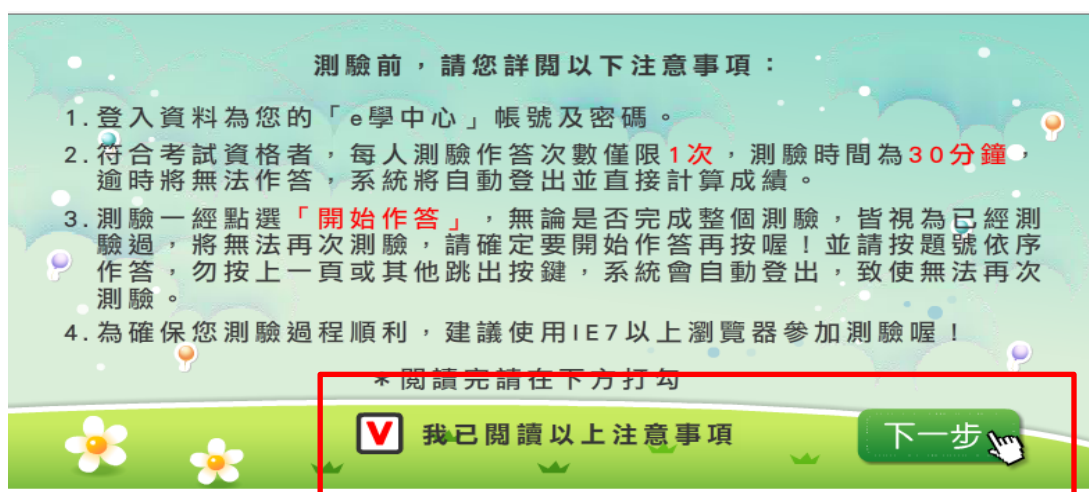 測驗前，請您詳閱以下注意事項：
1.登入資料為您的「e學中心」帳號及密碼。
2.符合考試資格者，每人測驗作答次數僅限1次，測驗時間為30分鐘，
逾時將無法作答，系統將自動登出並直接計算成績。
3.測驗一經點選「開始作答」，無論是否完成整個測驗，皆視為已經測
驗過，將無法再次測驗，請確定要開始作答再按喔！並請按題號依序
作答，勿按上一頁或其他跳出按鍵，系統會自動登出，致使無法再次
測驗。
4.為確保您測驗過程順利，建議使用IE7以上瀏覽器參加測驗喔！
*閱讀完請在下方打勾
V 我已閱讀以上注意事項 下一步